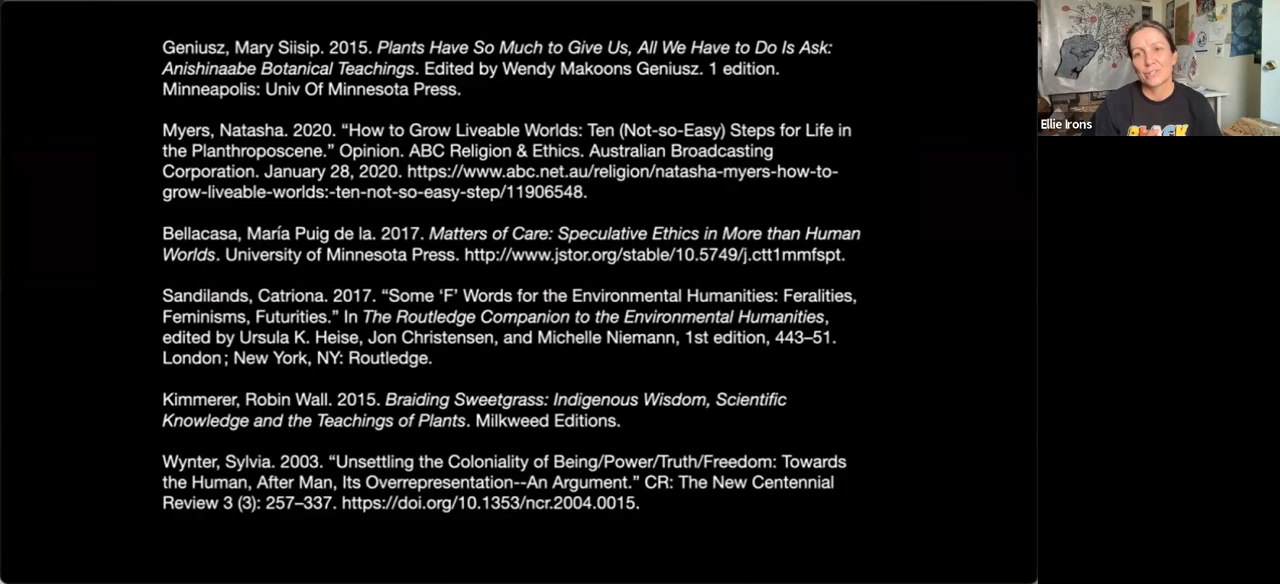 Geniusz, Mary Siisip. 2015. Plants Have So Much to Give Us, All We Have to Do Is Ask:
Anishinaabe Botanical Teachings. Edited by Wendy Makoons Geniusz. 1 edition.
Minneapolis: Univ Of Minnesota Press.
Myers, Natasha. 2020. “How to Grow Liveable Worlds: Ten (Not-so-Easy) Steps for Life in
the Planthroposcene.” Opinion. ABC Religion & Ethics. Australian Broadcasting
Corporation. January 28, 2020. https://www.abc.net.au/religion/natasha-myers-how-to-
grow-liveable-worlds:-ten-not-so-easy-step/11906548.
Bellacasa, María Puig de la. 2017. Matters of Care: Speculative Ethics in More than Human
Worlds. University of Minnesota Press. http://www.jstor.org/stable/10.5749/j.ctt1mmfspt.
Sandilands, Catriona. 2017. “Some ‘F’ Words for the Environmental Humanities: Feralities,
Feminisms, Futurities.” In The Routledge Companion to the Environmental Humanities,
edited by Ursula K. Heise, Jon Christensen, and Michelle Niemann, 1st edition, 443–51.
London ; New York, NY: Routledge.
Kimmerer, Robin Wall. 2015. Braiding Sweetgrass: Indigenous Wisdom, Scientific
Knowledge and the Teachings of Plants. Milkweed Editions.
Wynter, Sylvia. 2003. “Unsettling the Coloniality of Being/Power/Truth/Freedom: Towards
the Human, After Man, Its Overrepresentation--An Argument.” CR: The New Centennial
Review 3 (3): 257–337. https://doi.org/10.1353/ncr.2004.0015.
Ellie Irons
BLACK